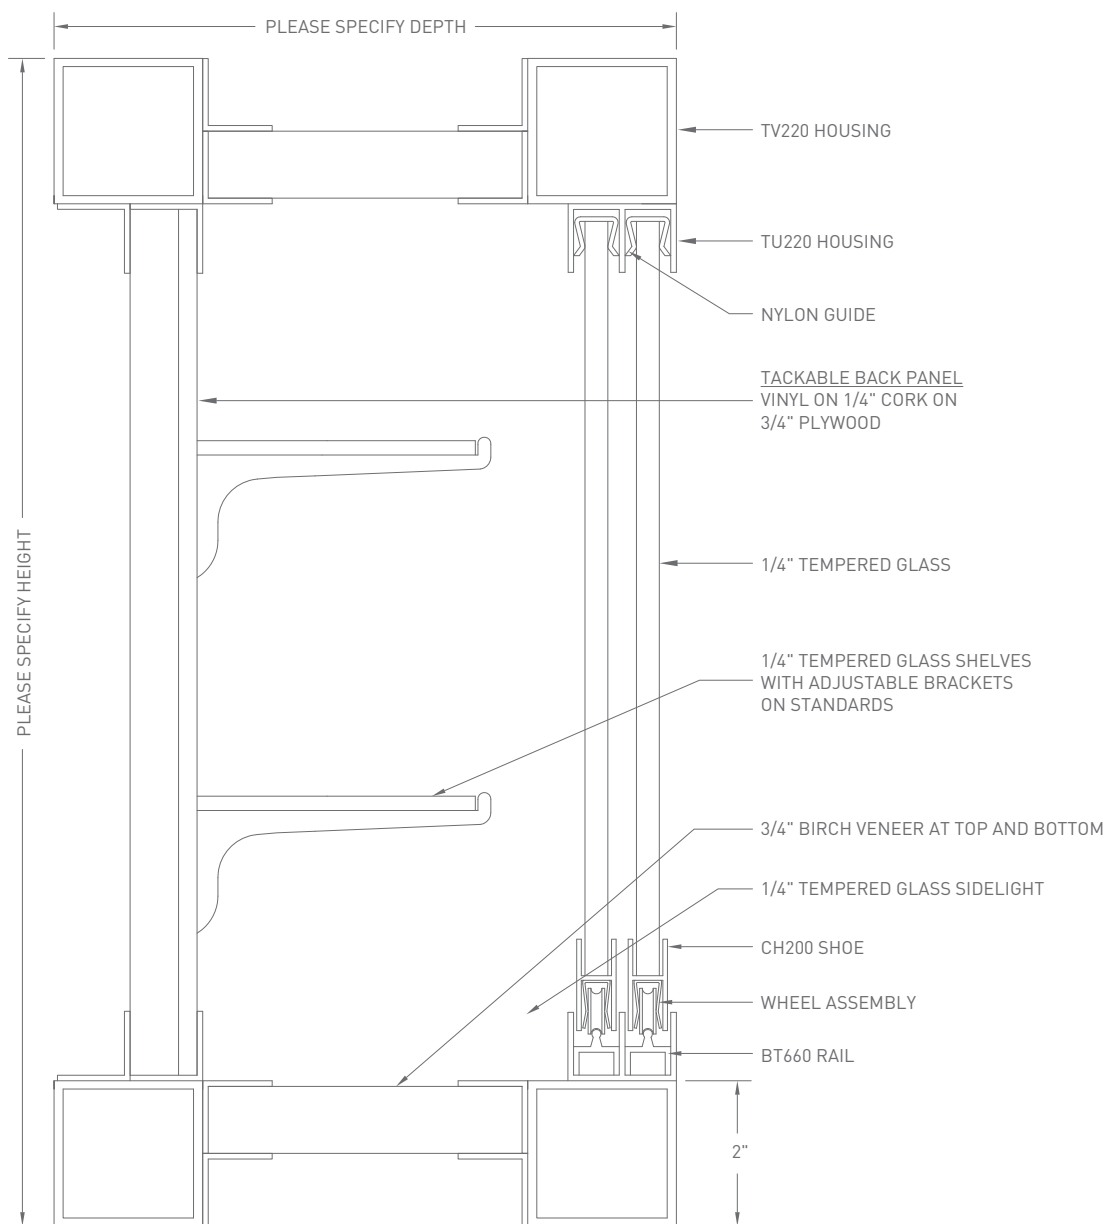 PLEASE SPECIFY DEPTH
TV220 HOUSING
TU220 HOUSING
NYLON GUIDE
TACKABLE BACK PANEL
VINYL ON 1/4" CORK ON
3/4" PLYWOOD
PLEASE SPECIFY HEIGHT
1/4" TEMPERED GLASS
1/4" TEMPERED GLASS SHELVES
WITH ADJUSTABLE BRACKETS
ON STANDARDS
3/4" BIRCH VENEER AT TOP AND BOTTOM
1/4" TEMPERED GLASS SIDELIGHT
CH200 SHOE
WHEEL ASSEMBLY
BT660 RAIL
2"